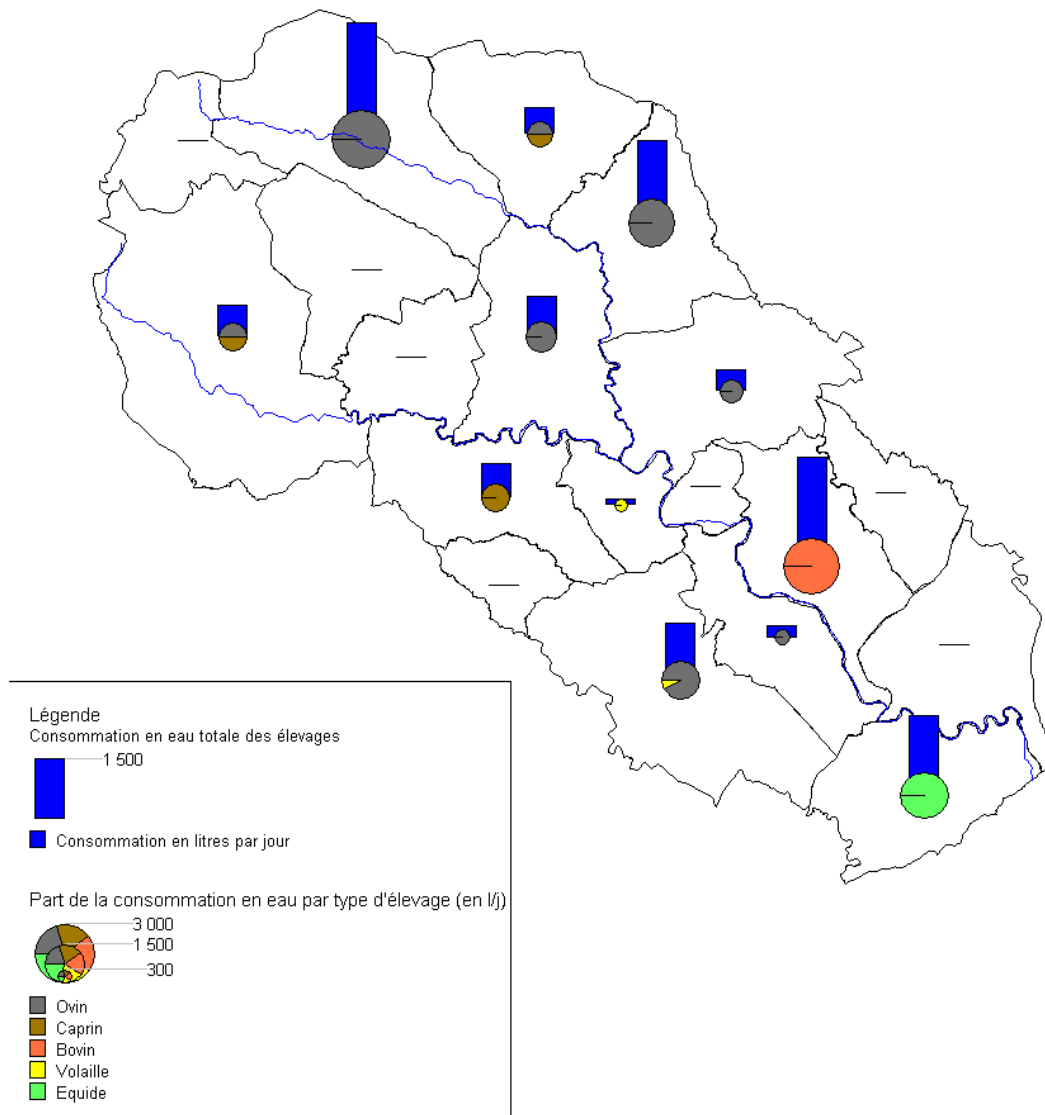 Légende
Consommation en eau totale des élevages
1 500
Consommation en litres par jour
Part de la consommation en eau par type d'élevage (en l/j)
3 000
1 500
300
Ovin
Caprin
Bovin
Volaille
Equide